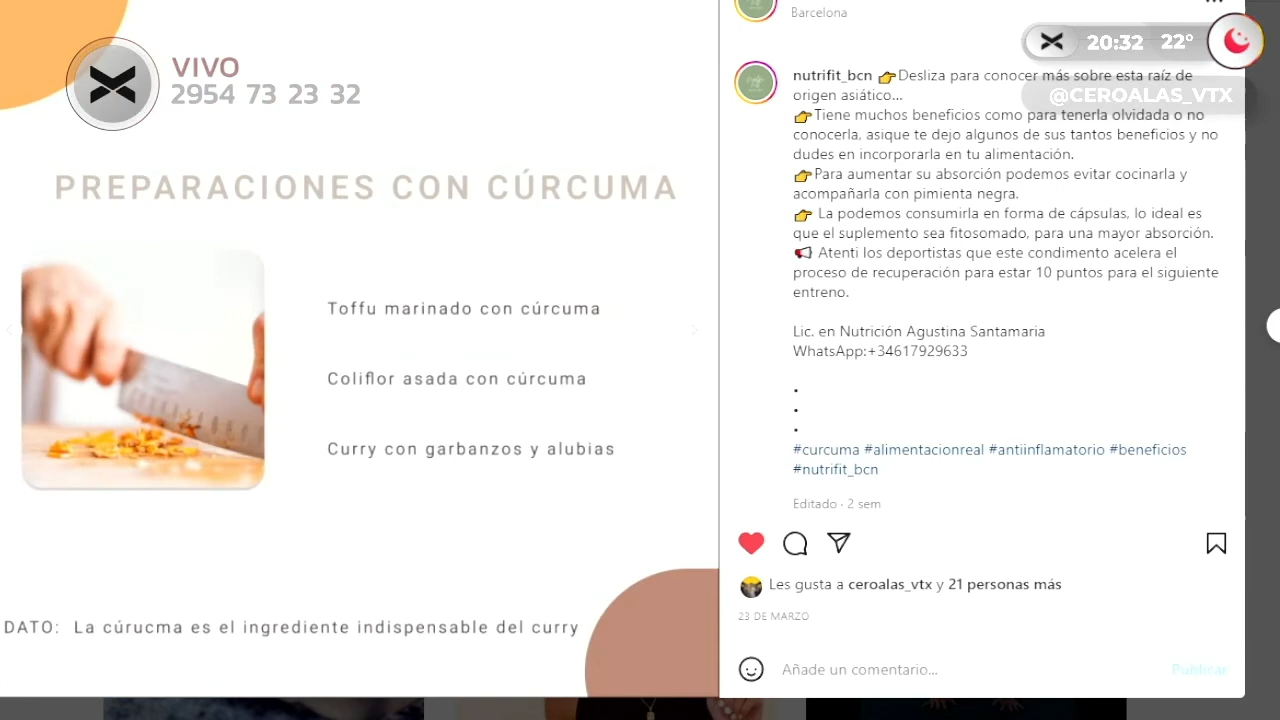 VIVO
2954 73 23 32
PREPARACIONES CON CÚRCUMA
Toffu marinado con cúrcuma
Coliflor asada con cúrcuma
Curry con garbanzos y alubias
DATO: La cúrucma es el ingrediente indispensable del curry
Barcelona
20:32 22°
@CEROALAS_VTX
nutrifit_bcn 👉Desliza para conocer más sobre esta raíz de
origen asiático...
👉Tiene muchos beneficios como para tenerla olvidada o no
conocerla, asique te dejo algunos de sus tantos beneficios y no
dudes en incorporarla en tu alimentación.
👉Para aumentar su absorción podemos evitar cocinarla y
acompañarla con pimienta negra.
👉 La podemos consumirla en forma de cápsulas, lo ideal es
que el suplemento sea fitosomado, para una mayor absorción.
📢 Atenti los deportistas que este condimento acelera el
proceso de recuperación para estar 10 puntos para el siguiente
entreno.
Lic. en Nutrición Agustina Santamaria
WhatsApp:+34617929633
.
.
.
#curcuma #alimentacionreal #antiinflamatorio #beneficios
#nutrifit_bcn
Editado · 2 sem
Les gusta a ceroalas_vtx y 21 personas más
23 DE MARZO
Añade un comentario...
Publicar